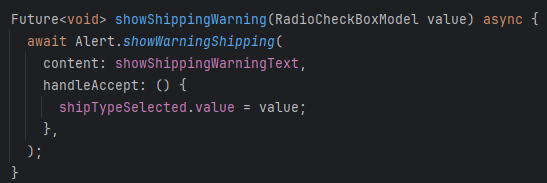 Future<void> showShippingWarning(RadioCheckBoxModel value) async {
  await Alert.showWarningShipping(
    content: showShippingWarningText,
    handleAccept: () {
      shipTypeSelected.value = value;
    },
  );
}